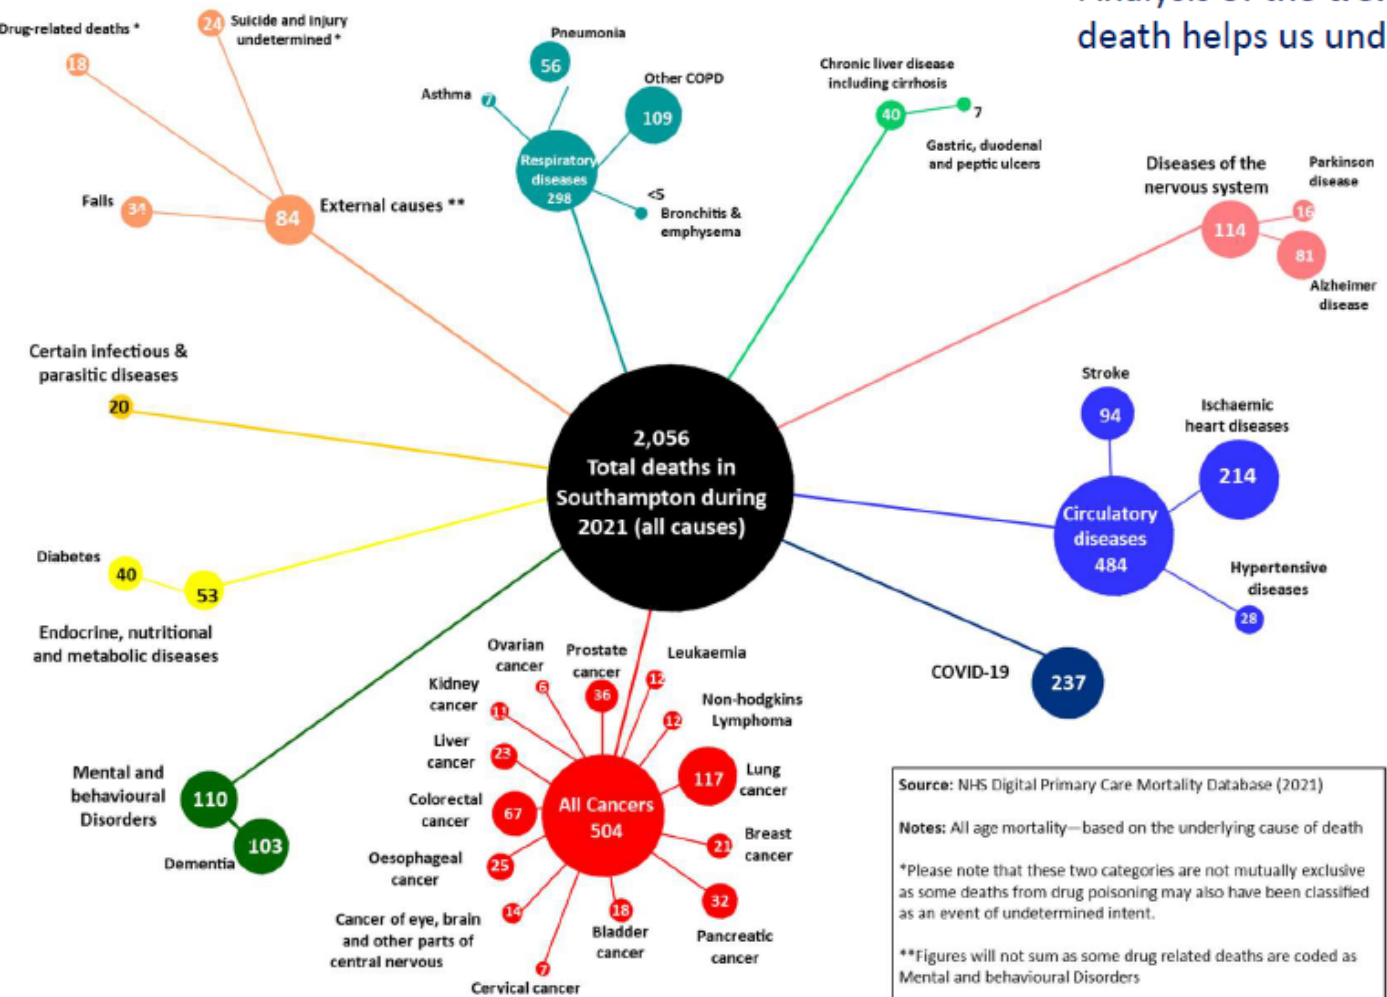 death helps us und
Drug-related deaths *
18
24
Suicide and injury
undetermined *
Falls
34
84
External causes **
Pneumonia
56
Asthma
7
Other COPD
109
Respiratory
diseases
298
<5
Bronchitis &
emphysema
Chronic liver disease
including cirrhosis
40
7
Gastric, duodenal
and peptic ulcers
Diseases of the
nervous system
114
Parkinson
disease
16
81
Alzheimer
disease
Certain infectious &
parasitic diseases
20
2,056
Total deaths in
Southampton during
2021 (all causes)
Stroke
94
Ischaemic
heart diseases
214
Circulatory
diseases
484
Hypertensive
diseases
28
Diabetes
40
53
Endocrine, nutritional
and metabolic diseases
COVID-19
237
Mental and
behavioural
Disorders
110
Dementia
103
Ovarian
cancer
6
Prostate
cancer
36
Leukaemia
12
Kidney
cancer
11
Non-hodgkins
Lymphoma
12
Liver
cancer
23
Lung
cancer
117
Colorectal
cancer
67
All Cancers
504
Breast
cancer
21
Oesophageal
cancer
25
Pancreatic
cancer
32
Cancer of eye, brain
and other parts of
central nervous
14
18
Bladder
cancer
7
Cervical cancer
Source: NHS Digital Primary Care Mortality Database (2021)
Notes: All age mortality—based on the underlying cause of death
*Please note that these two categories are not mutually exclusive
as some deaths from drug poisoning may also have been classified
as an event of undetermined intent.
**Figures will not sum as some drug related deaths are coded as
Mental and behavioural Disorders